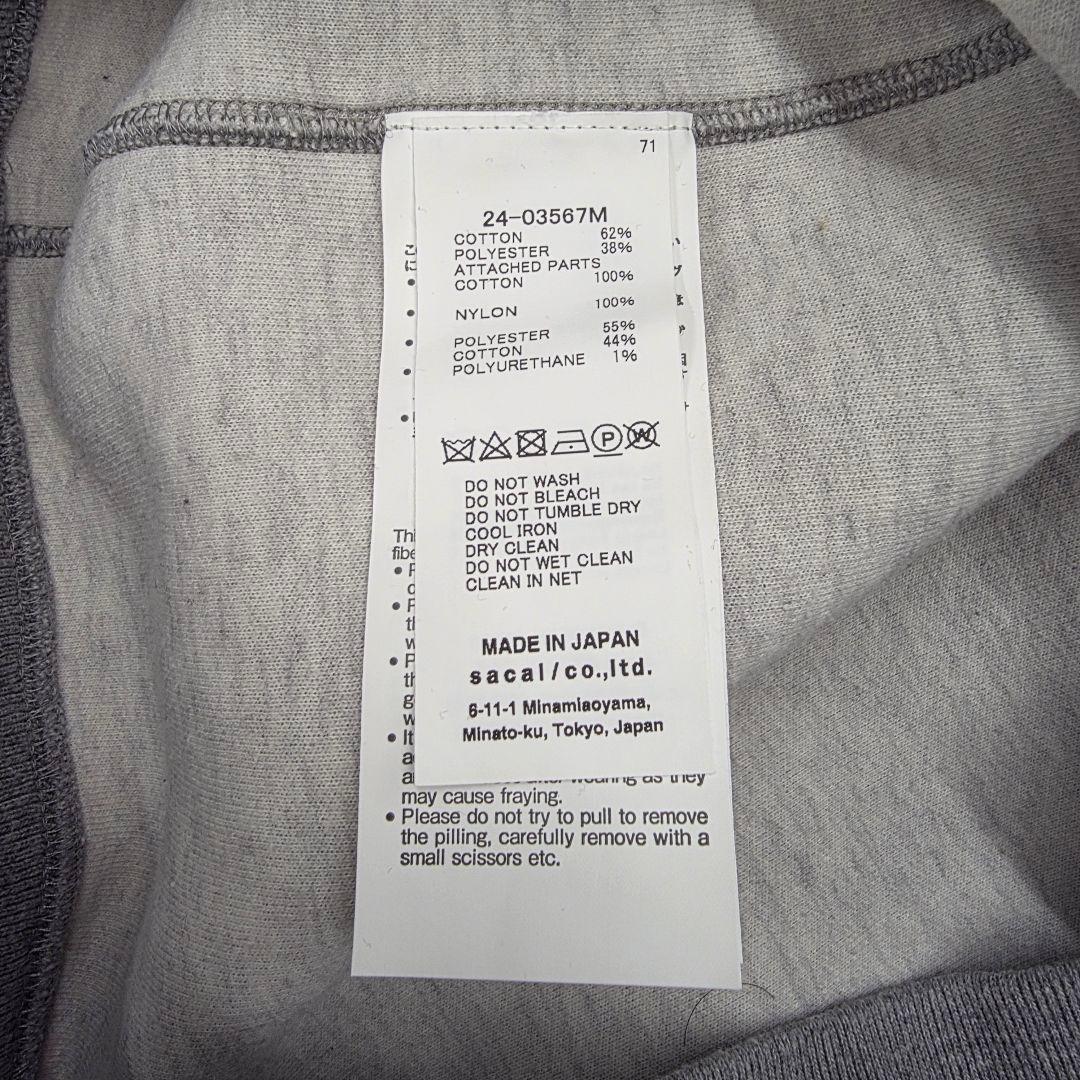 71
24-03567M
COTTON 62%
POLYESTER 38%
ATTACHED PARTS
COTTON 100%
NYLON 100%
POLYESTER 55%
COTTON 44%
POLYURETHANE 1%
P W
DO NOT WASH
DO NOT BLEACH
DO NOT TUMBLE DRY
COOL IRON
DRY CLEAN
DO NOT WET CLEAN
CLEAN IN NET
MADE IN JAPAN
sacai/co.,ltd.
6-11-1 Minamiaoyama,
Minato-ku, Tokyo, Japan
wearing as they
may cause fraying.
• Please do not try to pull to remove
the pilling, carefully remove with a
small scissors etc.